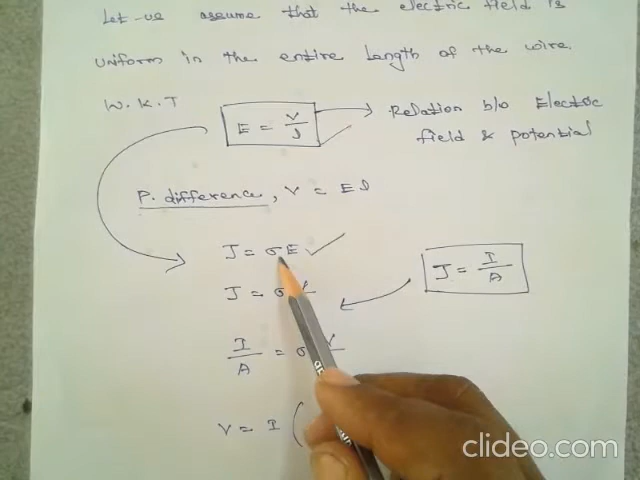 Let us assume that the electric field is
uniform in the entire length of the wire.
W.K.T
E = V/l → Relation b/w Electric
field & potential
P. difference, V = El
J = σE ✓
J = σ V
J = I/A
I/A = σ V
V = I (
clideo.com